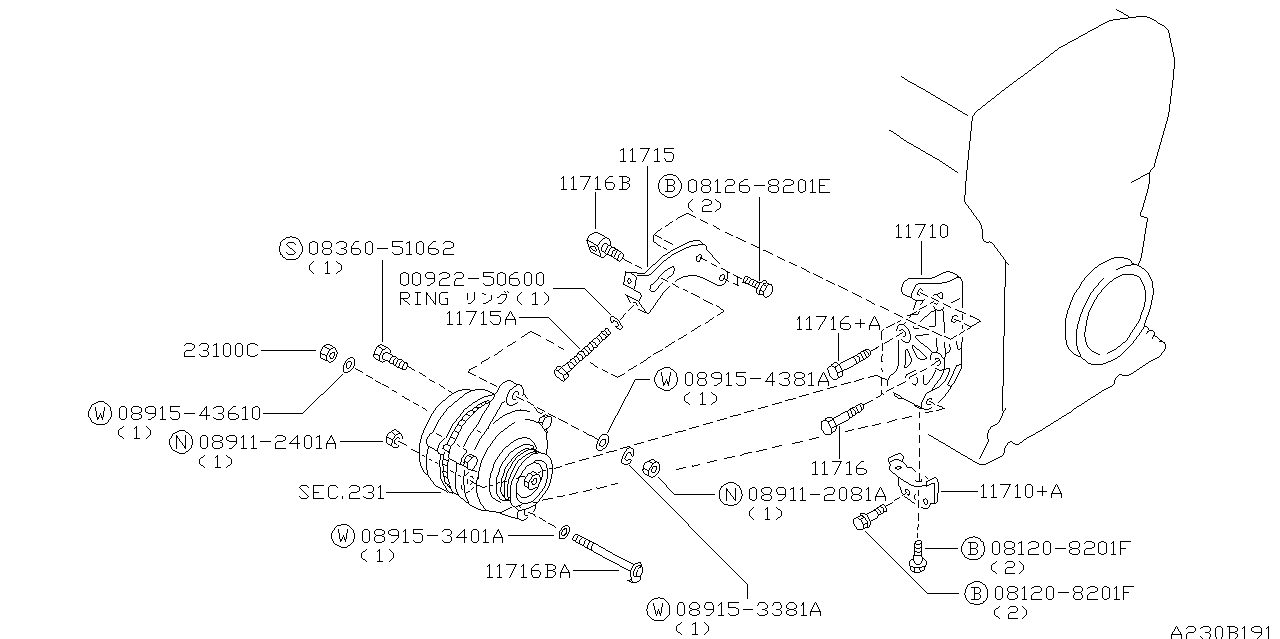 11715
11716B
Ⓑ08126-8201E
(2)
11710
Ⓢ08360-51062
(1)
00922-50600
RING リング(1)
11715A
11716+A
23100C
Ⓦ08915-4381A
(1)
Ⓦ08915-43610
(1)
Ⓝ08911-2401A
(1)
11716
SEC.231
Ⓝ08911-2081A
(1)
11710+A
Ⓦ08915-3401A
(1)
11716BA
Ⓑ08120-8201F
(2)
Ⓑ08120-8201F
(2)
Ⓦ08915-3381A
(1)
A230B191